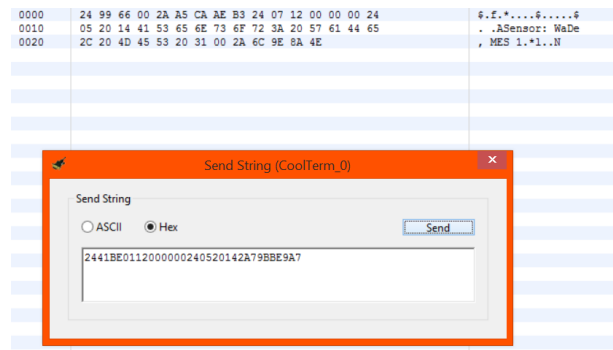 0000 24 99 66 00 2A A5 CA AE B3 24 07 12 00 00 00 24 $.f.*....$.....$
0010 05 20 14 41 53 65 6E 73 6F 72 3A 20 57 61 44 65 . .ASensor: WaDe
0020 2C 20 4D 45 53 20 31 00 2A 6C 9E 8A 4E , MES 1.*l..N
Send String (CoolTerm_0)
Send String
ASCII Hex Send
2441BE0112000000240520142A79BBE9A7